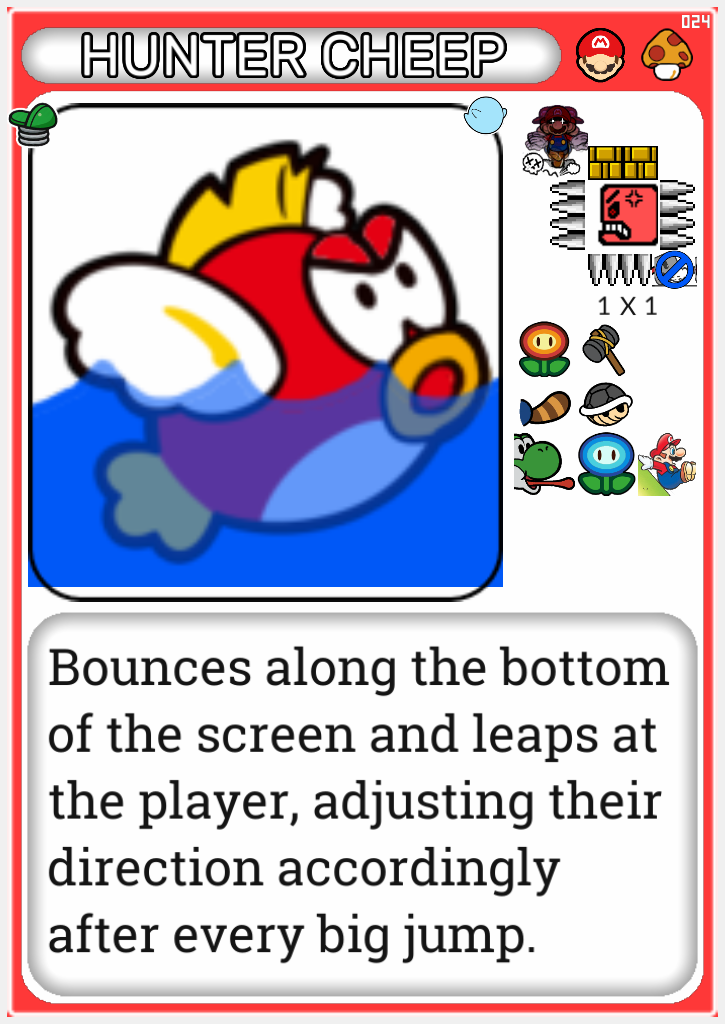 024
HUNTER CHEEP
1 X 1
Bounces along the bottom
of the screen and leaps at
the player, adjusting their
direction accordingly
after every big jump.